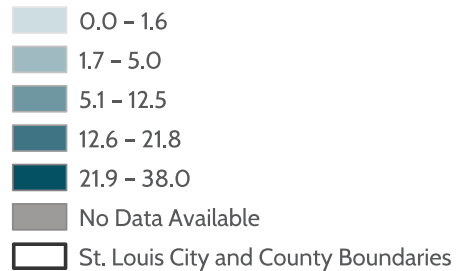 0.0 – 1.6
1.7 – 5.0
5.1 – 12.5
12.6 – 21.8
21.9 – 38.0
No Data Available
St. Louis City and County Boundaries